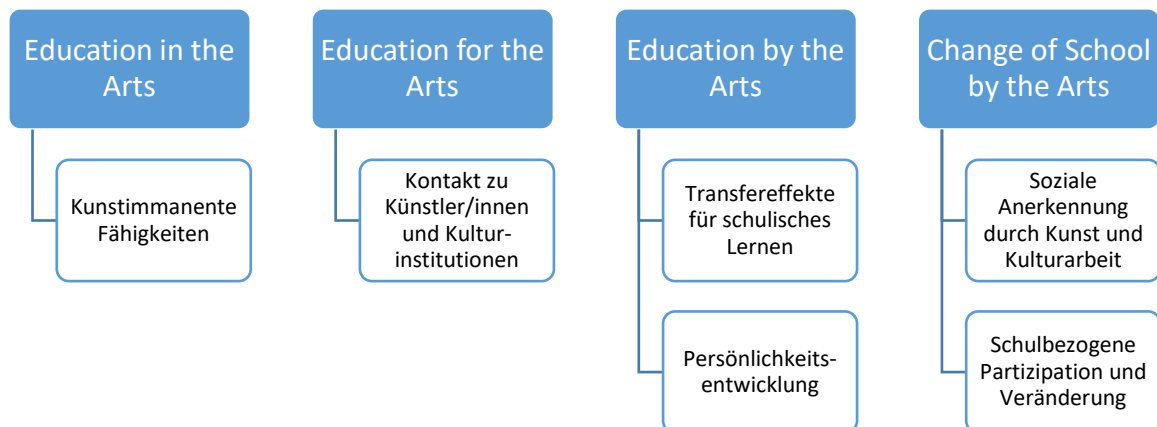 Education in the
Arts
Kunstimmanente
Fähigkeiten
Education for the
Arts
Kontakt zu
Künstler/innen
und Kultur-
institutionen
Education by the
Arts
Transfereffekte
für schulisches
Lernen
Persönlichkeits-
entwicklung
Change of School
by the Arts
Soziale
Anerkennung
durch Kunst und
Kulturarbeit
Schulbezogene
Partizipation und
Veränderung